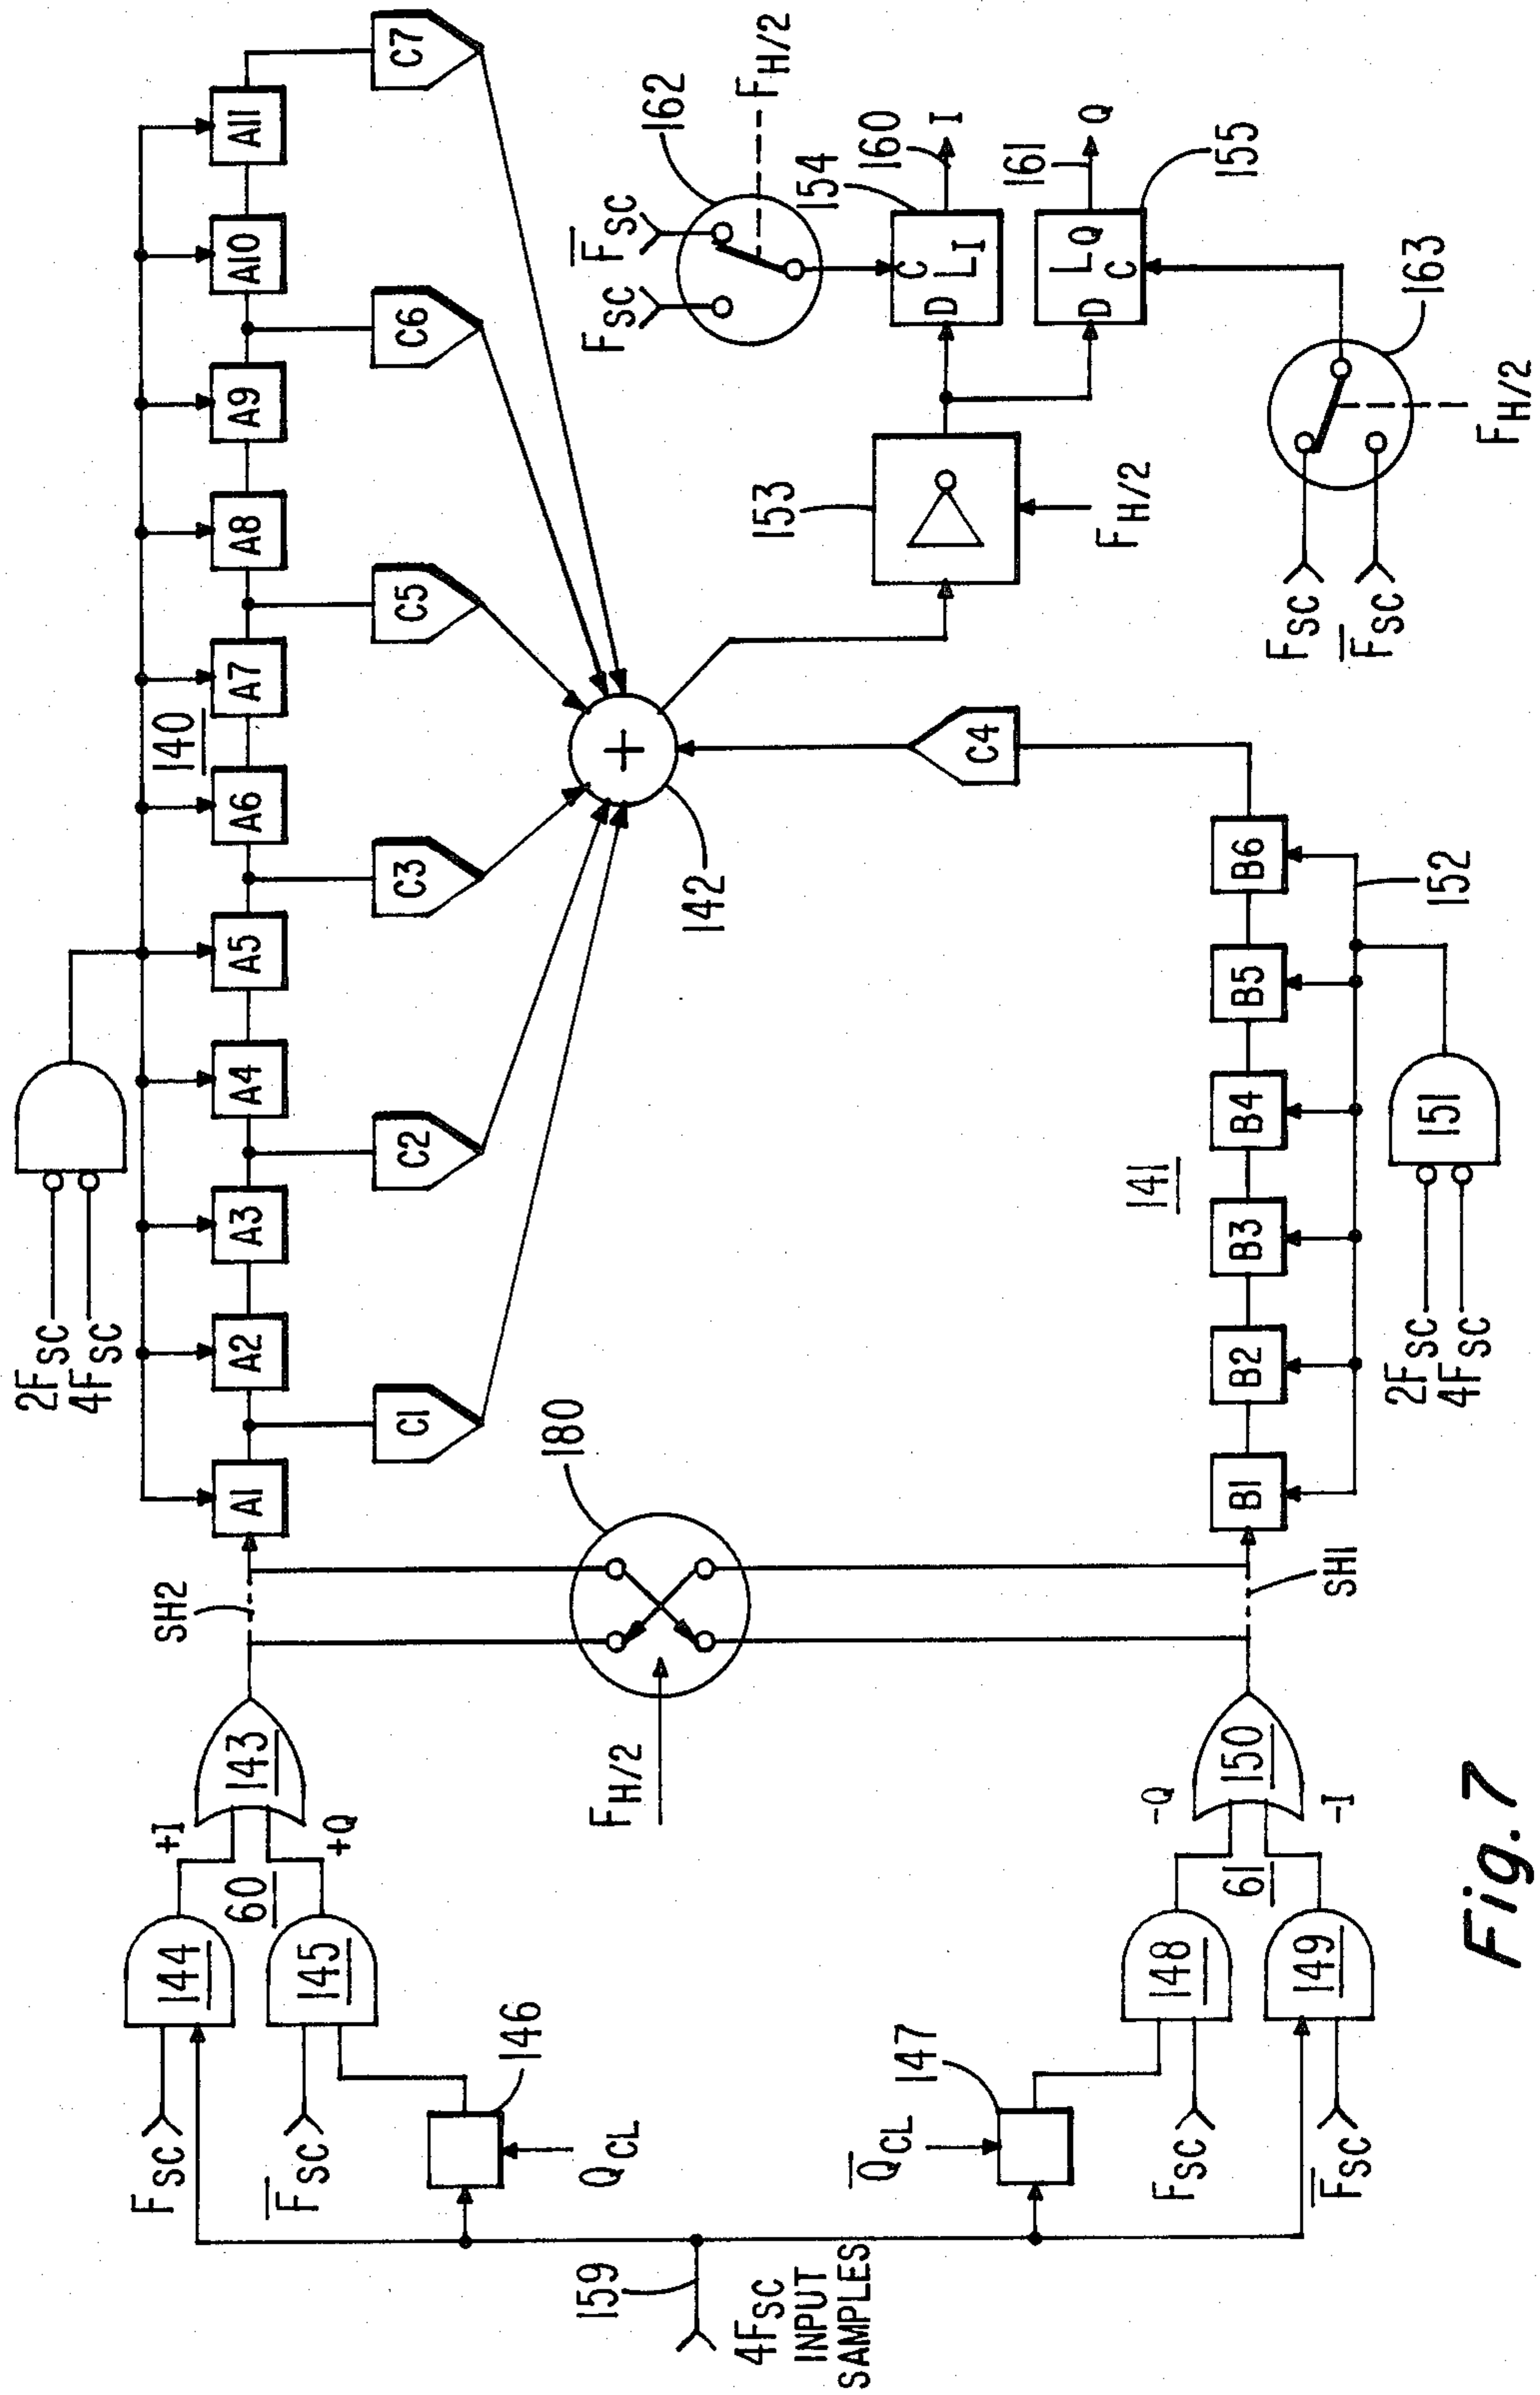 2FSC
4FSC
SH2
A1
A2
A3
A4
A5
140
A6
A7
A8
A9
A10
A11
C1
C2
C3
C5
C6
C7
FSC
144
+I
60
143
F̅SC
145
+Q
146
QCL
159
4FSC
INPUT
SAMPLES
FH/2
180
142
+
C4
153
FH/2
FSC
F̅SC
162
FH/2
154
160
I
D
C
LI
161
Q
D
C
LQ
155
FSC
F̅SC
163
FH/2
Q̅CL
147
FSC
148
-Q
61
150
F̅SC
149
-I
SH1
141
B1
B2
B3
B4
B5
B6
2FSC
4FSC
151
152
Fig. 7